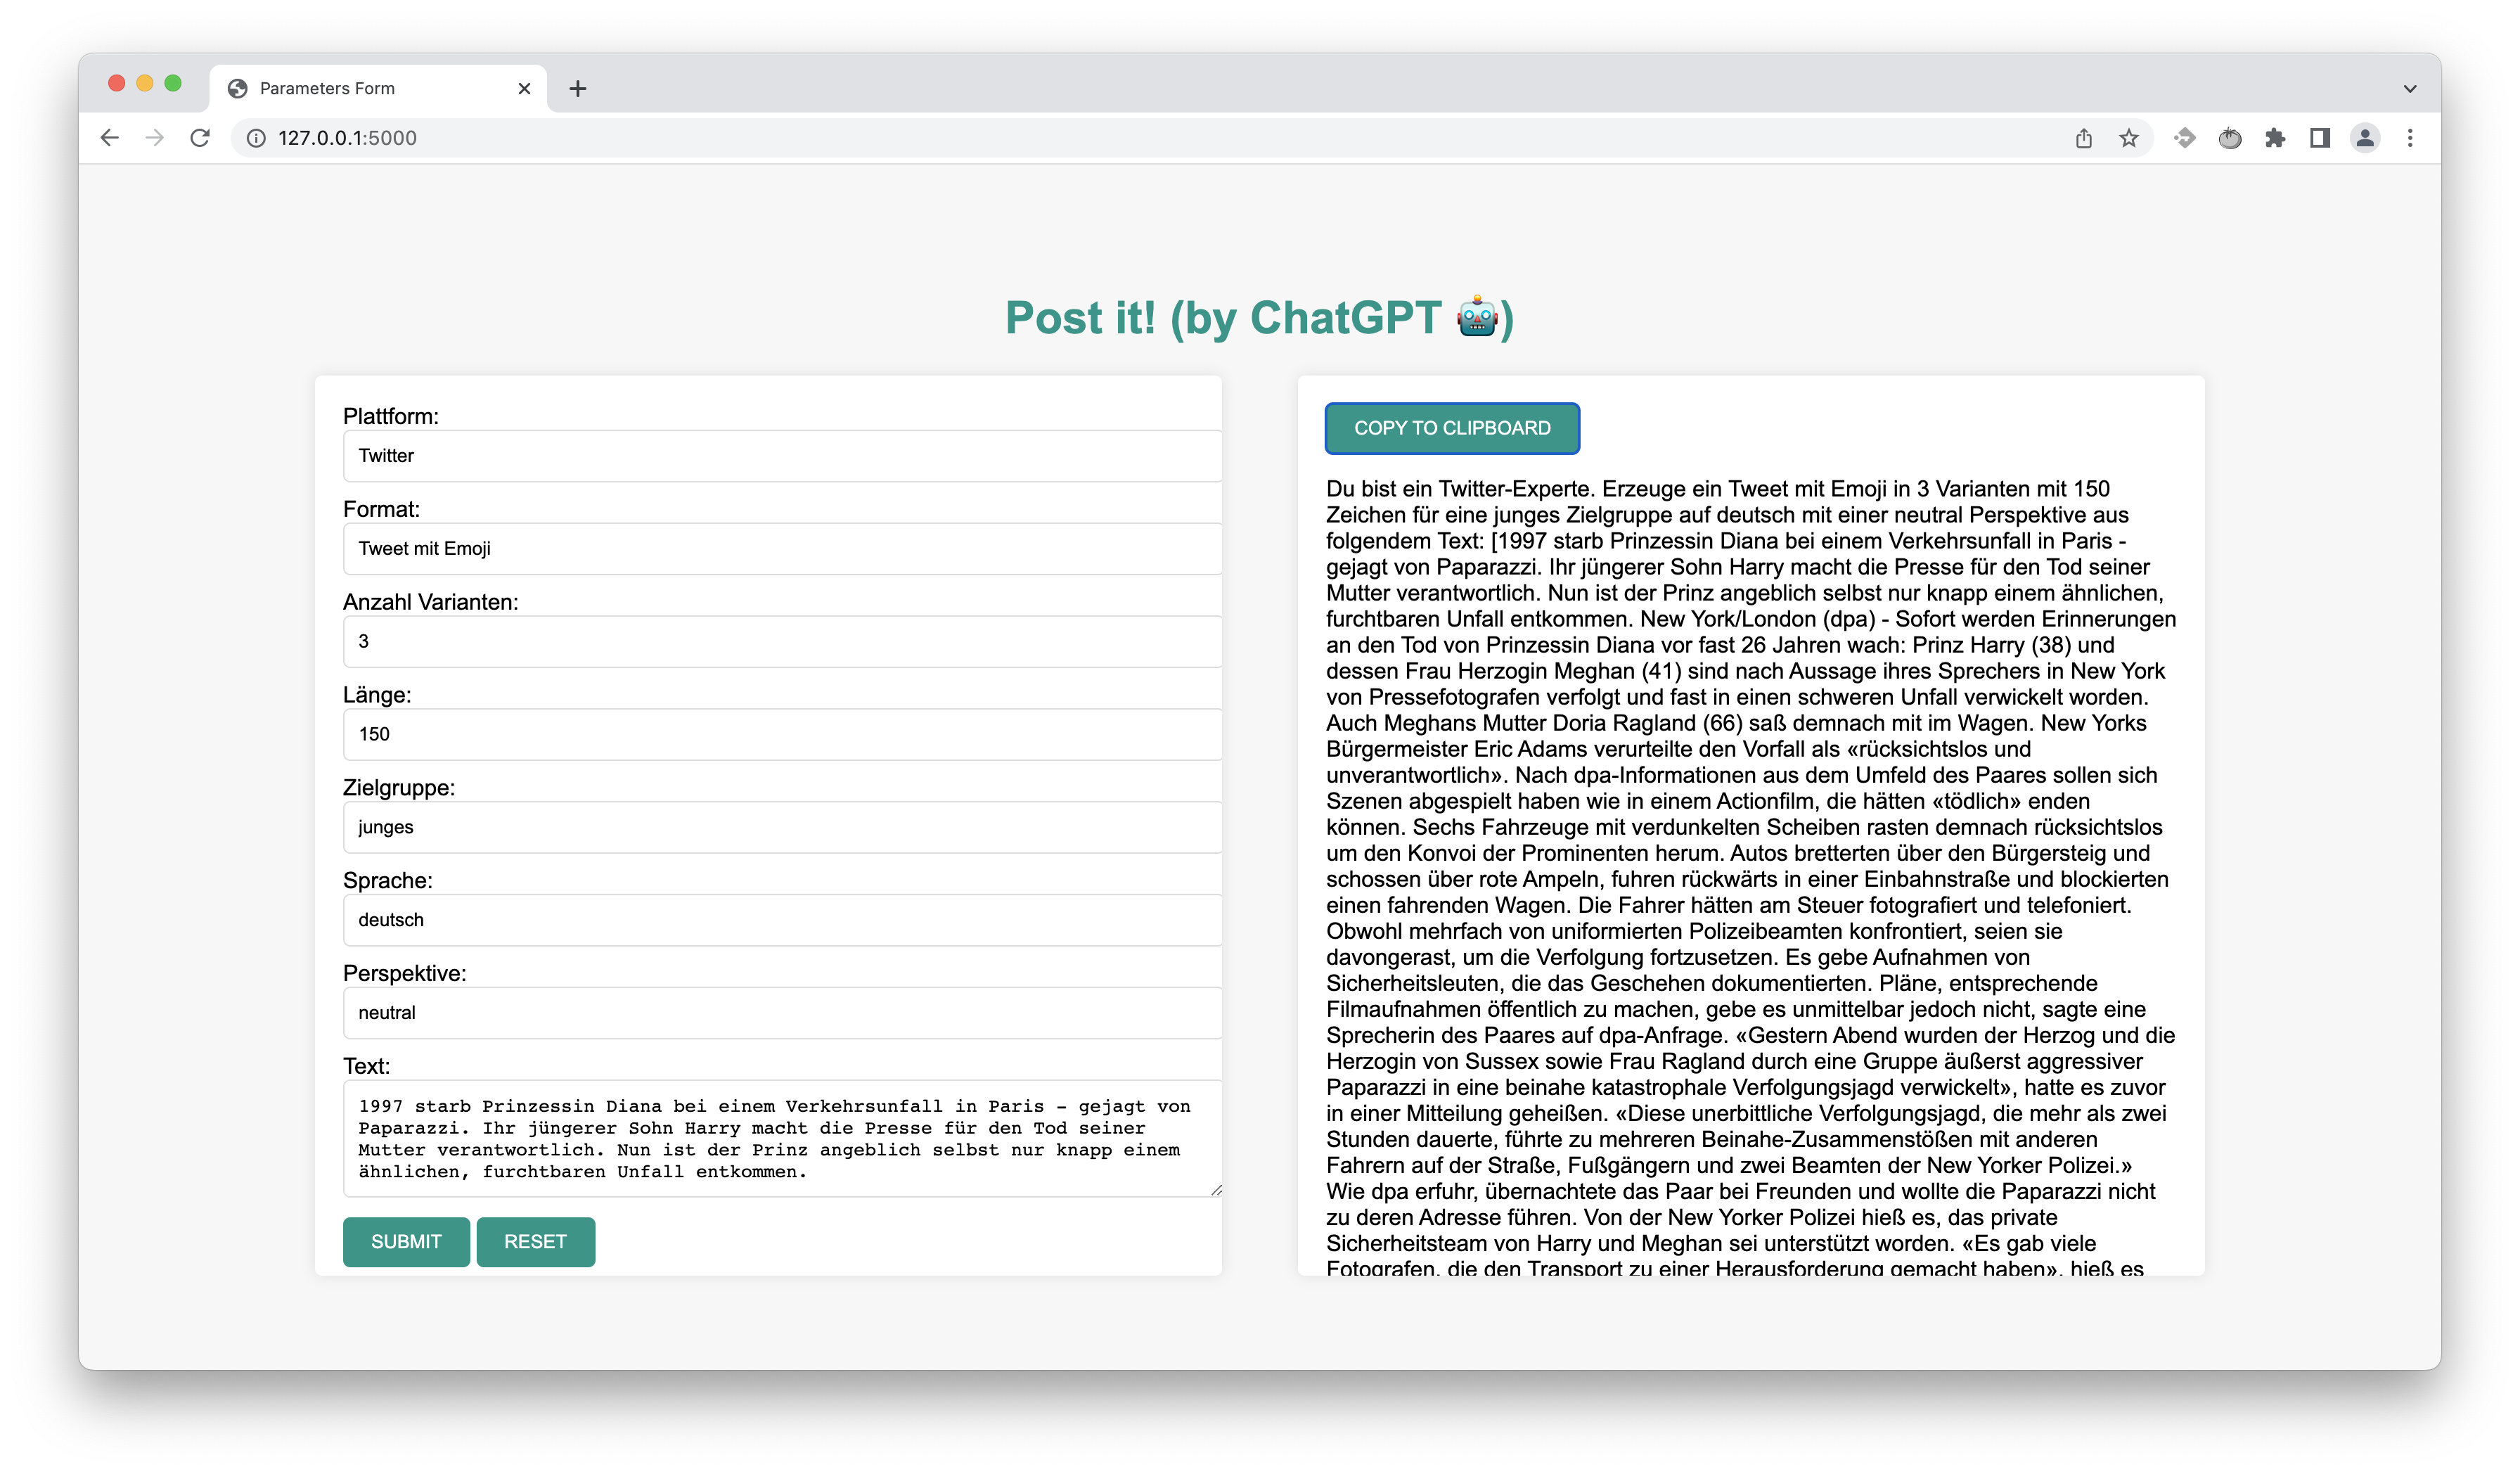 Parameters Form
127.0.0.1:5000
Post it! (by ChatGPT 🤖)
Plattform:
Twitter
Format:
Tweet mit Emoji
Anzahl Varianten:
3
Länge:
150
Zielgruppe:
junges
Sprache:
deutsch
Perspektive:
neutral
Text:
1997 starb Prinzessin Diana bei einem Verkehrsunfall in Paris - gejagt von
Paparazzi. Ihr jüngerer Sohn Harry macht die Presse für den Tod seiner
Mutter verantwortlich. Nun ist der Prinz angeblich selbst nur knapp einem
ähnlichen, furchtbaren Unfall entkommen.
SUBMIT RESET
COPY TO CLIPBOARD
Du bist ein Twitter-Experte. Erzeuge ein Tweet mit Emoji in 3 Varianten mit 150
Zeichen für eine junges Zielgruppe auf deutsch mit einer neutral Perspektive aus
folgendem Text: [1997 starb Prinzessin Diana bei einem Verkehrsunfall in Paris -
gejagt von Paparazzi. Ihr jüngerer Sohn Harry macht die Presse für den Tod seiner
Mutter verantwortlich. Nun ist der Prinz angeblich selbst nur knapp einem ähnlichen,
furchtbaren Unfall entkommen. New York/London (dpa) - Sofort werden Erinnerungen
an den Tod von Prinzessin Diana vor fast 26 Jahren wach: Prinz Harry (38) und
dessen Frau Herzogin Meghan (41) sind nach Aussage ihres Sprechers in New York
von Pressefotografen verfolgt und fast in einen schweren Unfall verwickelt worden.
Auch Meghans Mutter Doria Ragland (66) saß demnach mit im Wagen. New Yorks
Bürgermeister Eric Adams verurteilte den Vorfall als «rücksichtslos und
unverantwortlich». Nach dpa-Informationen aus dem Umfeld des Paares sollen sich
Szenen abgespielt haben wie in einem Actionfilm, die hätten «tödlich» enden
können. Sechs Fahrzeuge mit verdunkelten Scheiben rasten demnach rücksichtslos
um den Konvoi der Prominenten herum. Autos bretterten über den Bürgersteig und
schossen über rote Ampeln, fuhren rückwärts in einer Einbahnstraße und blockierten
einen fahrenden Wagen. Die Fahrer hätten am Steuer fotografiert und telefoniert.
Obwohl mehrfach von uniformierten Polizeibeamten konfrontiert, seien sie
davongerast, um die Verfolgung fortzusetzen. Es gebe Aufnahmen von
Sicherheitsleuten, die das Geschehen dokumentierten. Pläne, entsprechende
Filmaufnahmen öffentlich zu machen, gebe es unmittelbar jedoch nicht, sagte eine
Sprecherin des Paares auf dpa-Anfrage. «Gestern Abend wurden der Herzog und die
Herzogin von Sussex sowie Frau Ragland durch eine Gruppe äußerst aggressiver
Paparazzi in eine beinahe katastrophale Verfolgungsjagd verwickelt», hatte es zuvor
in einer Mitteilung geheißen. «Diese unerbittliche Verfolgungsjagd, die mehr als zwei
Stunden dauerte, führte zu mehreren Beinahe-Zusammenstößen mit anderen
Fahrern auf der Straße, Fußgängern und zwei Beamten der New Yorker Polizei.»
Wie dpa erfuhr, übernachtete das Paar bei Freunden und wollte die Paparazzi nicht
zu deren Adresse führen. Von der New Yorker Polizei hieß es, das private
Sicherheitsteam von Harry und Meghan sei unterstützt worden. «Es gab viele
Fotografen, die den Transport zu einer Herausforderung gemacht haben», hieß es